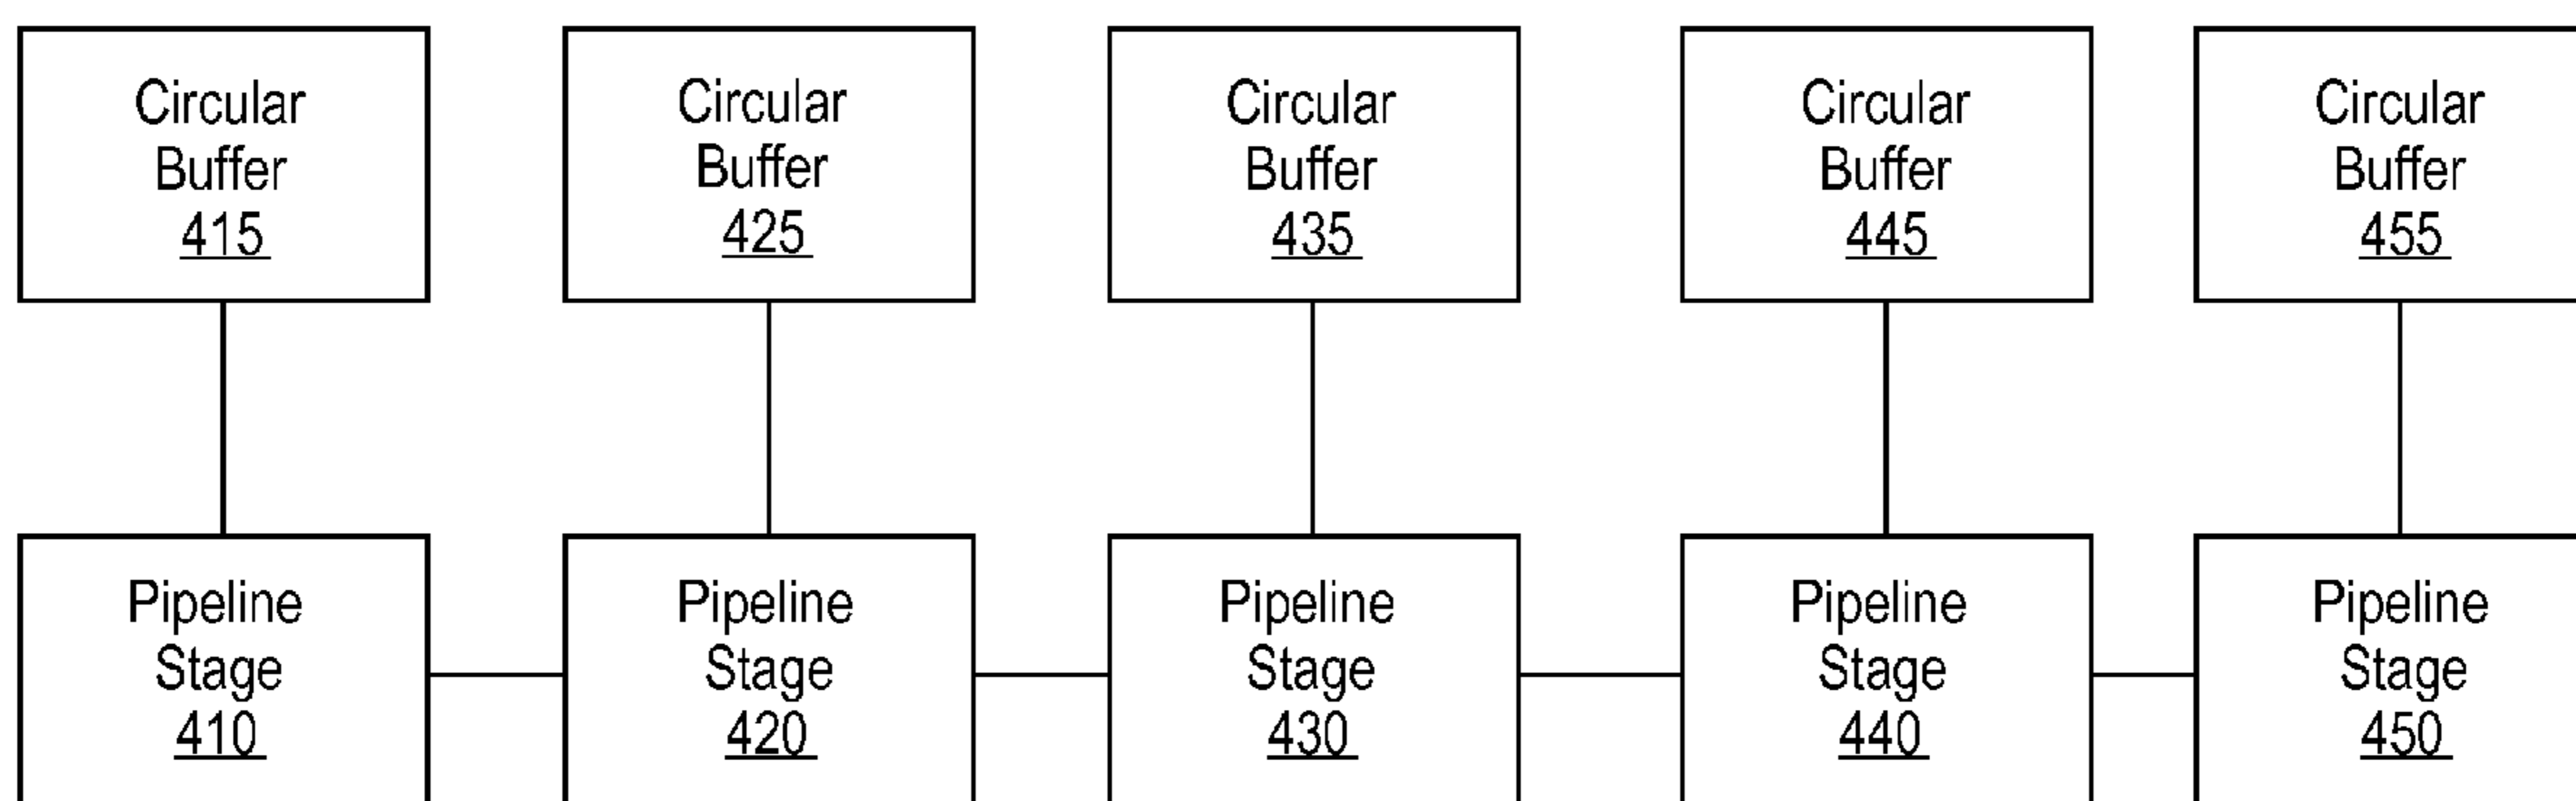 Circular
Buffer
415
Circular
Buffer
425
Circular
Buffer
435
Circular
Buffer
445
Circular
Buffer
455
Pipeline
Stage
410
Pipeline
Stage
420
Pipeline
Stage
430
Pipeline
Stage
440
Pipeline
Stage
450